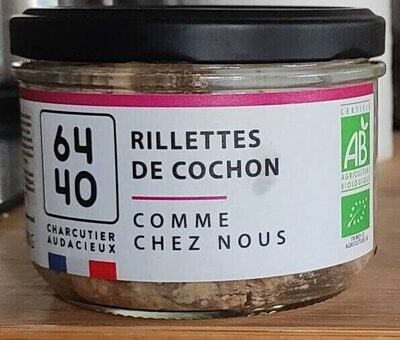 64
40
CHARCUTIER
AUDACIEUX
RILLETTES
DE COCHON
COMME
CHEZ NOUS
CERTIFIÉ
AB
AGRICULTURE
BIOLOGIQUE